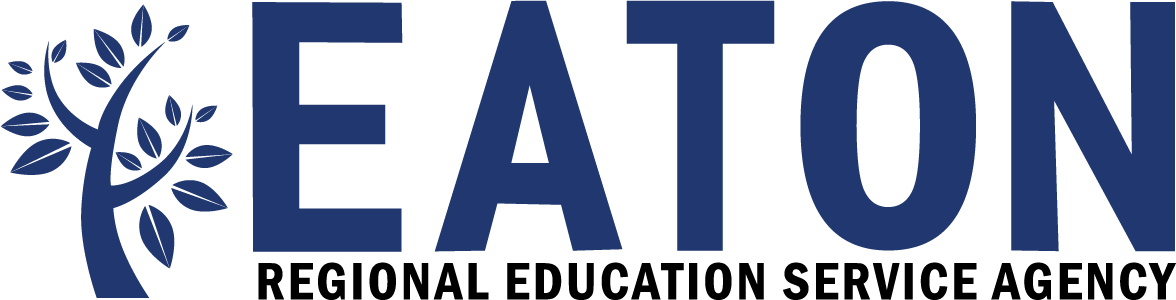 EATON
REGIONAL EDUCATION SERVICE AGENCY